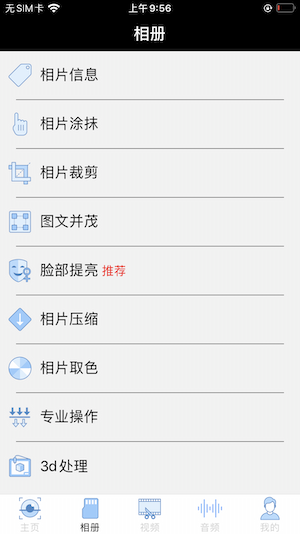 无SIM卡 上午9:56
相册
相片信息
相片涂抹
相片裁剪
图文并茂
脸部提亮 推荐
相片压缩
相片取色
专业操作
3d处理
主页 相册 视频 音频 我的